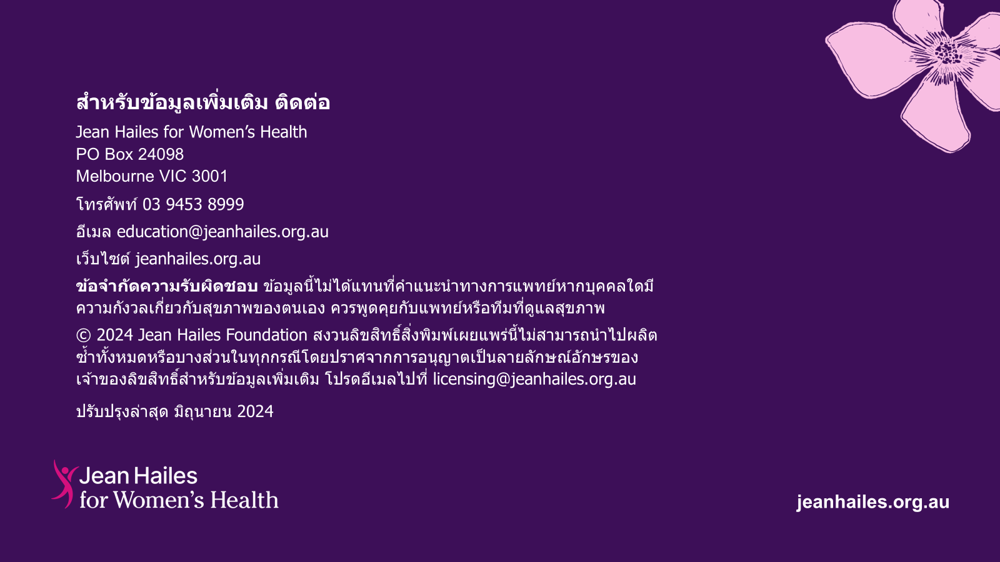 สำหรับข้อมูลเพิ่มเติม ติดต่อ
Jean Hailes for Women’s Health
PO Box 24098
Melbourne VIC 3001
โทรศัพท์ 03 9453 8999
อีเมล education@jeanhailes.org.au
เว็บไซต์ jeanhailes.org.au
ข้อจำกัดความรับผิดชอบ ข้อมูลนี้ไม่ได้แทนที่คำแนะนำทางการแพทย์หากบุคคลใดมี
ความกังวลเกี่ยวกับสุขภาพของตนเอง ควรพูดคุยกับแพทย์หรือทีมที่ดูแลสุขภาพ
© 2024 Jean Hailes Foundation สงวนลิขสิทธิ์สิ่งพิมพ์เผยแพร่นี้ไม่สามารถนำไปผลิต
ซ้ำทั้งหมดหรือบางส่วนในทุกกรณีโดยปราศจากการอนุญาตเป็นลายลักษณ์อักษรของ
เจ้าของลิขสิทธิ์สำหรับข้อมูลเพิ่มเติม โปรดอีเมลไปที่ licensing@jeanhailes.org.au
ปรับปรุงล่าสุด มิถุนายน 2024
Jean Hailes
for Women’s Health
jeanhailes.org.au